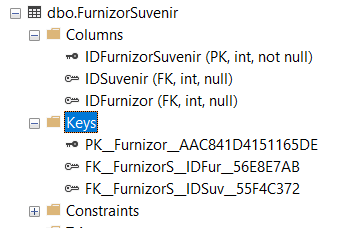 dbo.FurnizorSuvenir
Columns
IDFurnizorSuvenir (PK, int, not null)
IDSuvenir (FK, int, null)
IDFurnizor (FK, int, null)
Keys
PK__Furnizor__AAC841D4151165DE
FK__FurnizorS__IDFur__56E8E7AB
FK__FurnizorS__IDSuv__55F4C372
Constraints